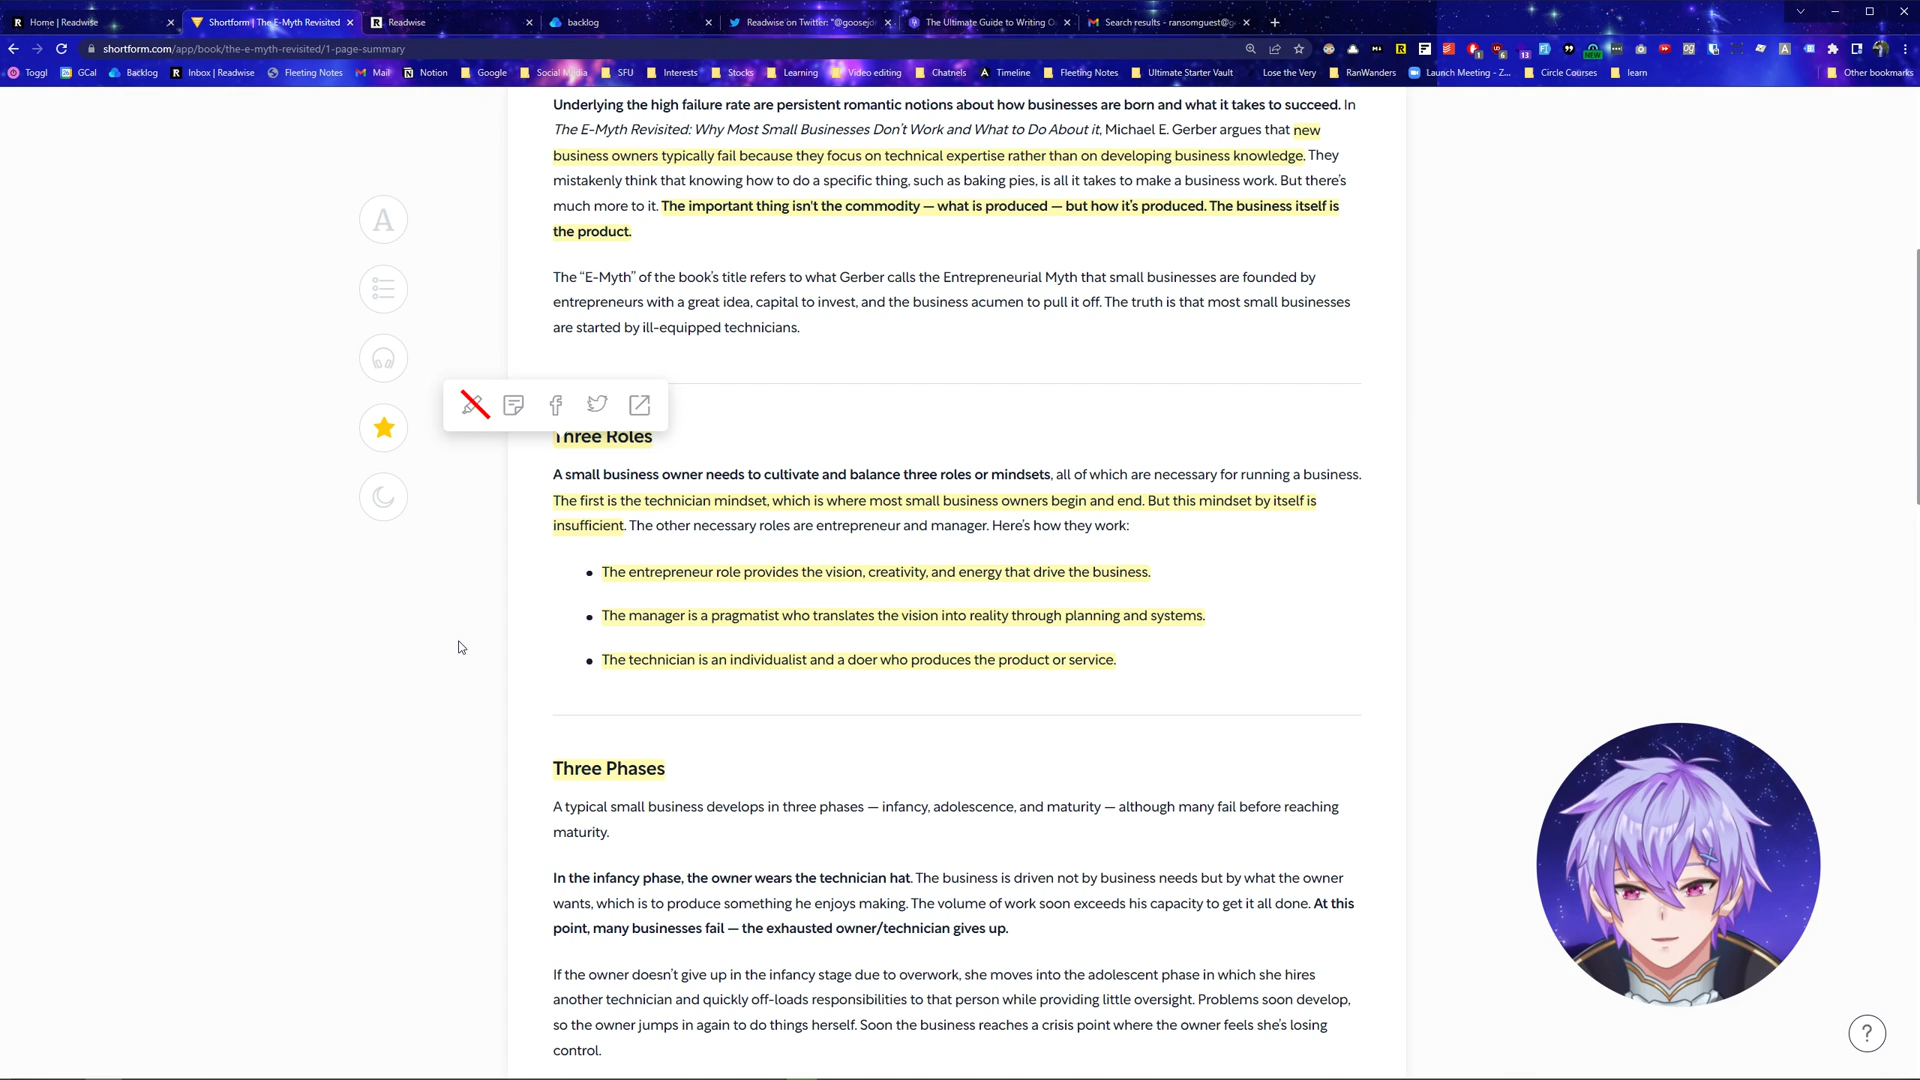 Home | Readwise
Shortform | The E-Myth Revisited
Readwise
backlog
Readwise on Twitter: "@goosejo
The Ultimate Guide to Writing O
Search results - ransomguest@g
shortform.com/app/book/the-e-myth-revisited/1-page-summary
Toggl
GCal
Backlog
Inbox | Readwise
Fleeting Notes
Mail
Notion
Google
Social Media
SFU
Interests
Stocks
Learning
Video editing
Chatnels
Timeline
Fleeting Notes
Ultimate Starter Vault
Lose the Very
RanWanders
Launch Meeting - Z...
Circle Courses
learn
Other bookmarks
Underlying the high failure rate are persistent romantic notions about how businesses are born and what it takes to succeed. In
The E-Myth Revisited: Why Most Small Businesses Don't Work and What to Do About it, Michael E. Gerber argues that new
business owners typically fail because they focus on technical expertise rather than on developing business knowledge. They
mistakenly think that knowing how to do a specific thing, such as baking pies, is all it takes to make a business work. But there's
much more to it. The important thing isn't the commodity — what is produced — but how it's produced. The business itself is
the product.
The “E-Myth” of the book's title refers to what Gerber calls the Entrepreneurial Myth that small businesses are founded by
entrepreneurs with a great idea, capital to invest, and the business acumen to pull it off. The truth is that most small businesses
are started by ill-equipped technicians.
Three Roles
A small business owner needs to cultivate and balance three roles or mindsets, all of which are necessary for running a business.
The first is the technician mindset, which is where most small business owners begin and end. But this mindset by itself is
insufficient. The other necessary roles are entrepreneur and manager. Here's how they work:
• The entrepreneur role provides the vision, creativity, and energy that drive the business.
• The manager is a pragmatist who translates the vision into reality through planning and systems.
• The technician is an individualist and a doer who produces the product or service.
Three Phases
A typical small business develops in three phases — infancy, adolescence, and maturity — although many fail before reaching
maturity.
In the infancy phase, the owner wears the technician hat. The business is driven not by business needs but by what the owner
wants, which is to produce something he enjoys making. The volume of work soon exceeds his capacity to get it all done. At this
point, many businesses fail — the exhausted owner/technician gives up.
If the owner doesn't give up in the infancy stage due to overwork, she moves into the adolescent phase in which she hires
another technician and quickly off-loads responsibilities to that person while providing little oversight. Problems soon develop,
so the owner jumps in again to do things herself. Soon the business reaches a crisis point where the owner feels she's losing
control.